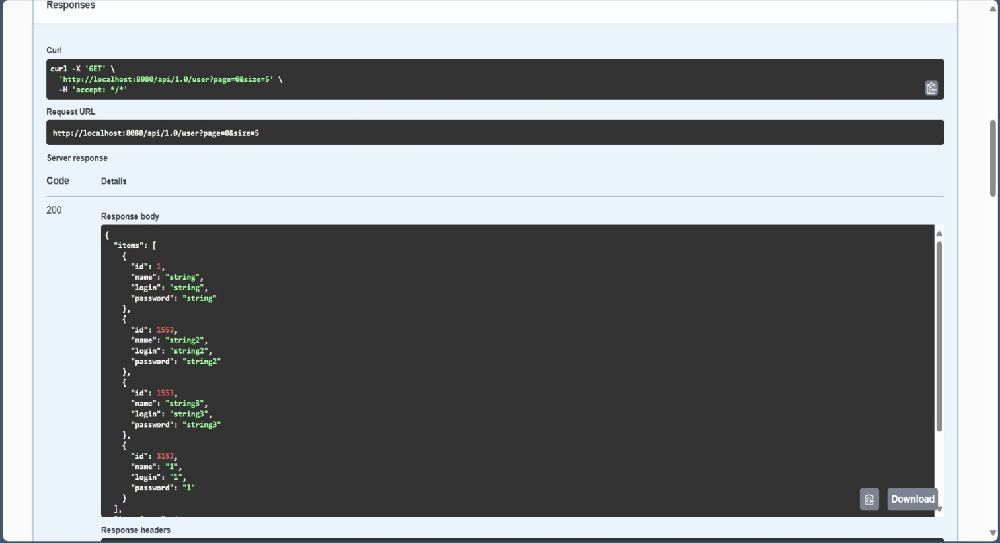 Responses
Curl
curl -X 'GET' \
  'http://localhost:8080/api/1.0/user?page=0&size=5' \
  -H 'accept: */*'
Request URL
http://localhost:8080/api/1.0/user?page=0&size=5
Server response
Code Details
200
Response body
{
  "items": [
    {
      "id": 1,
      "name": "string",
      "login": "string",
      "password": "string"
    },
    {
      "id": 1552,
      "name": "string2",
      "login": "string2",
      "password": "string2"
    },
    {
      "id": 1553,
      "name": "string3",
      "login": "string3",
      "password": "string3"
    },
    {
      "id": 3152,
      "name": "1",
      "login": "1",
      "password": "1"
    }
  ],
Download
Response headers